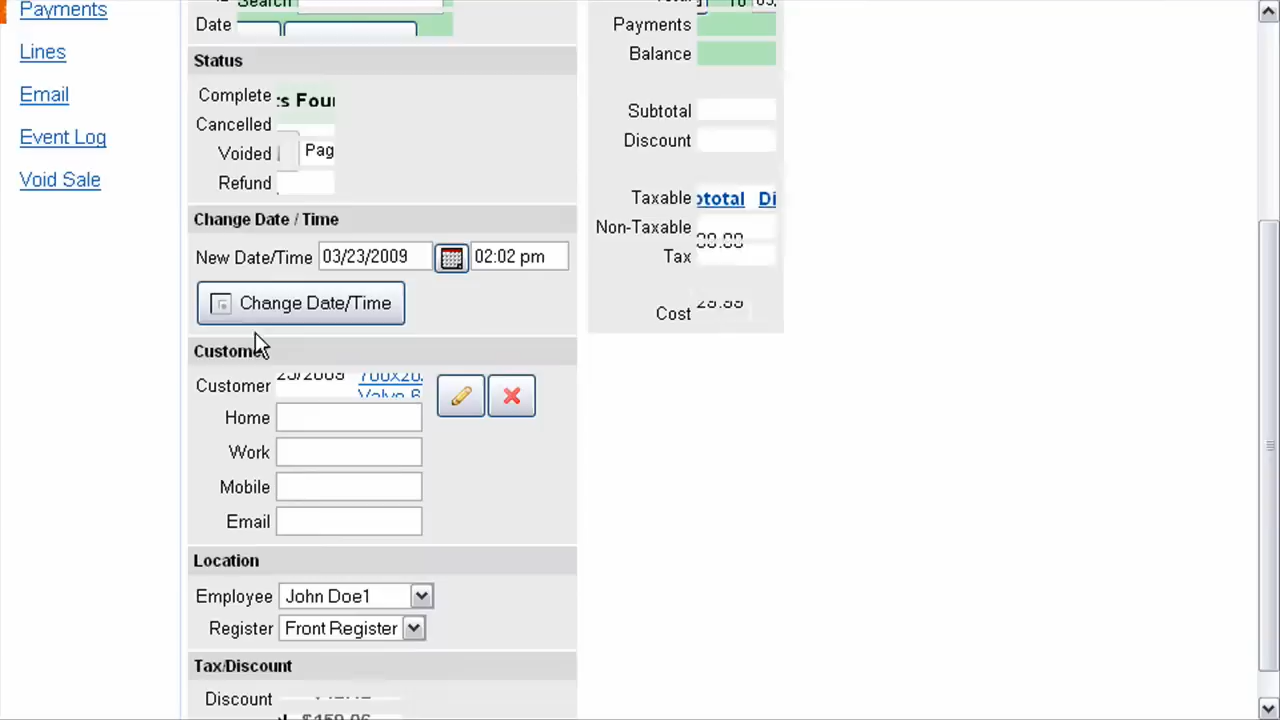 Payments
Lines
Email
Event Log
Void Sale
Search
Date
Status
Complete
Cancelled
Voided Pag
Refund
Change Date / Time
New Date/Time 03/23/2009 02:02 pm
Change Date/Time
Customer
Customer
Home
Work
Mobile
Email
Location
Employee John Doe1
Register Front Register
Tax/Discount
Discount
Payments
Balance
Subtotal
Discount
Taxable
Non-Taxable
Tax
Cost